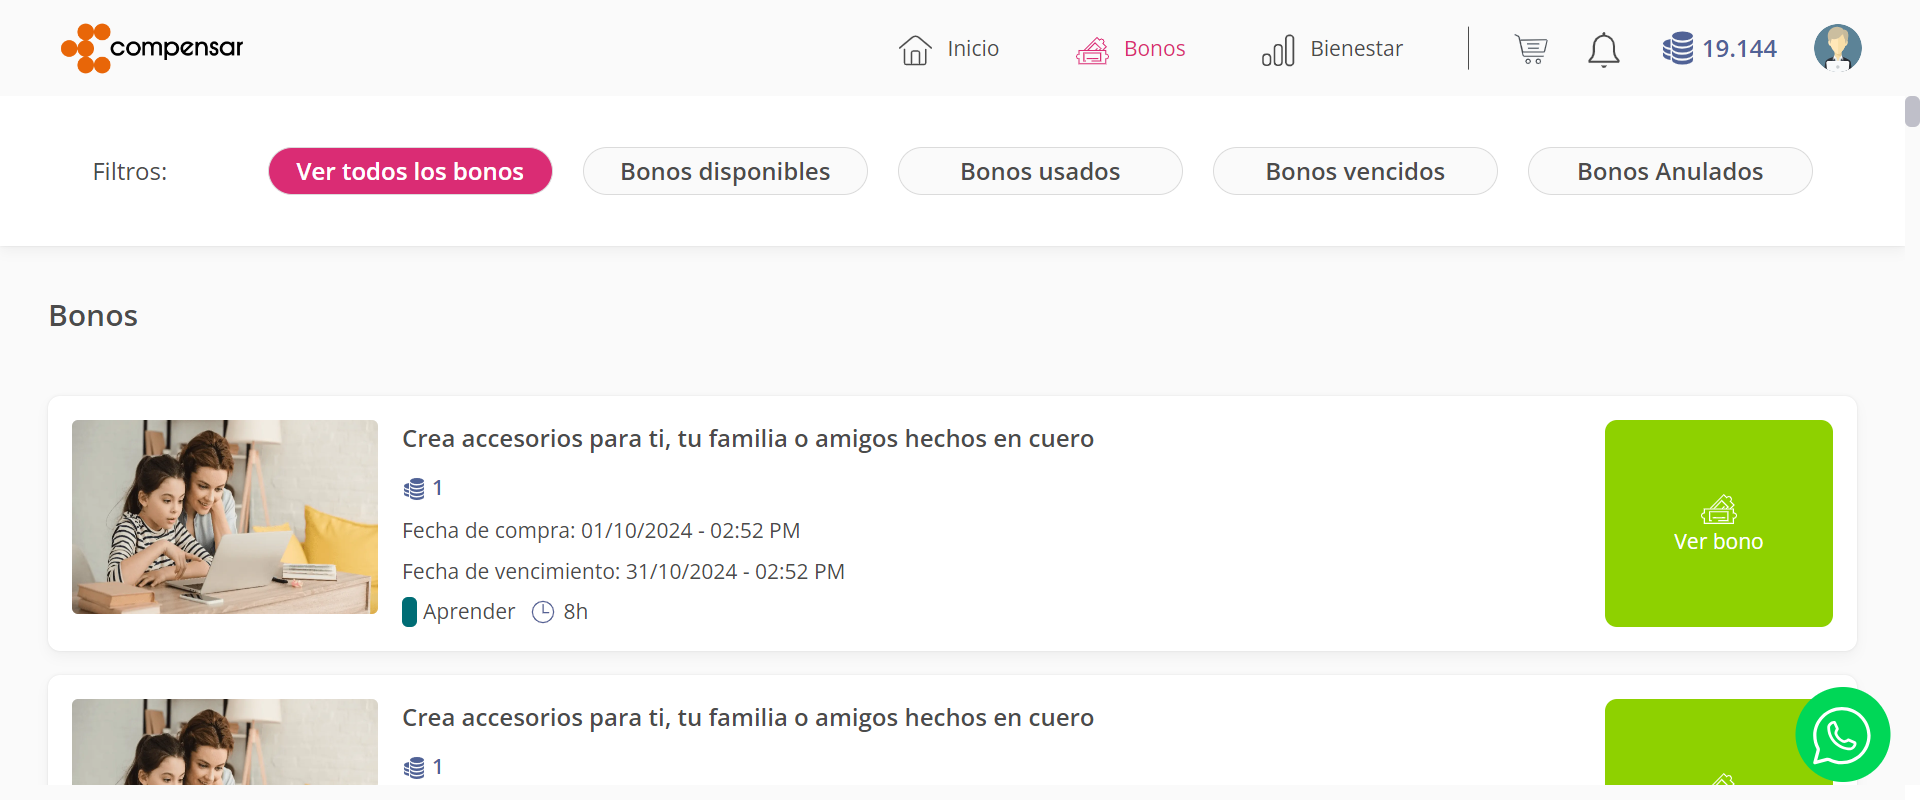 compensar
Inicio
Bonos
Bienestar
19.144
Filtros:
Ver todos los bonos
Bonos disponibles
Bonos usados
Bonos vencidos
Bonos Anulados
Bonos
Crea accesorios para ti, tu familia o amigos hechos en cuero
1
Fecha de compra: 01/10/2024 - 02:52 PM
Fecha de vencimiento: 31/10/2024 - 02:52 PM
Aprender 8h
Ver bono
Crea accesorios para ti, tu familia o amigos hechos en cuero
1